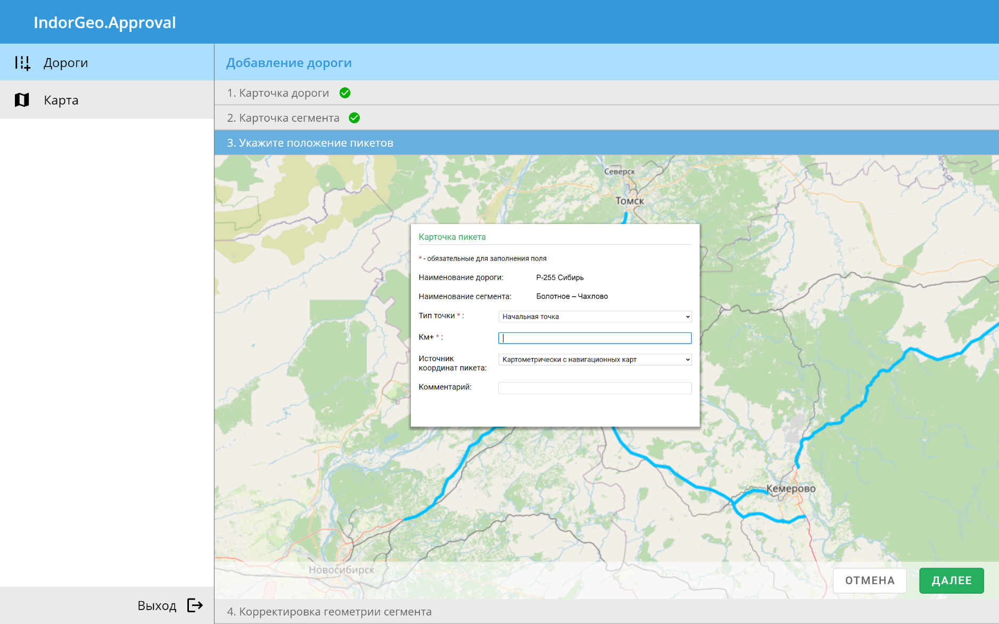 IndorGeo.Approval
Дороги
Карта
Добавление дороги
1. Карточка дороги
2. Карточка сегмента
3. Укажите положение пикетов
Северск
Томск
Карточка пикета
* - обязательные для заполнения поля
Наименование дороги: Р-255 Сибирь
Наименование сегмента: Болотное – Чахлово
Тип точки * : Начальная точка
Км+ * :
Источник
координат пикета: Картометрически с навигационных карт
Комментарий:
Кемерово
Новосибирск
ОТМЕНА ДАЛЕЕ
Выход
4. Корректировка геометрии сегмента